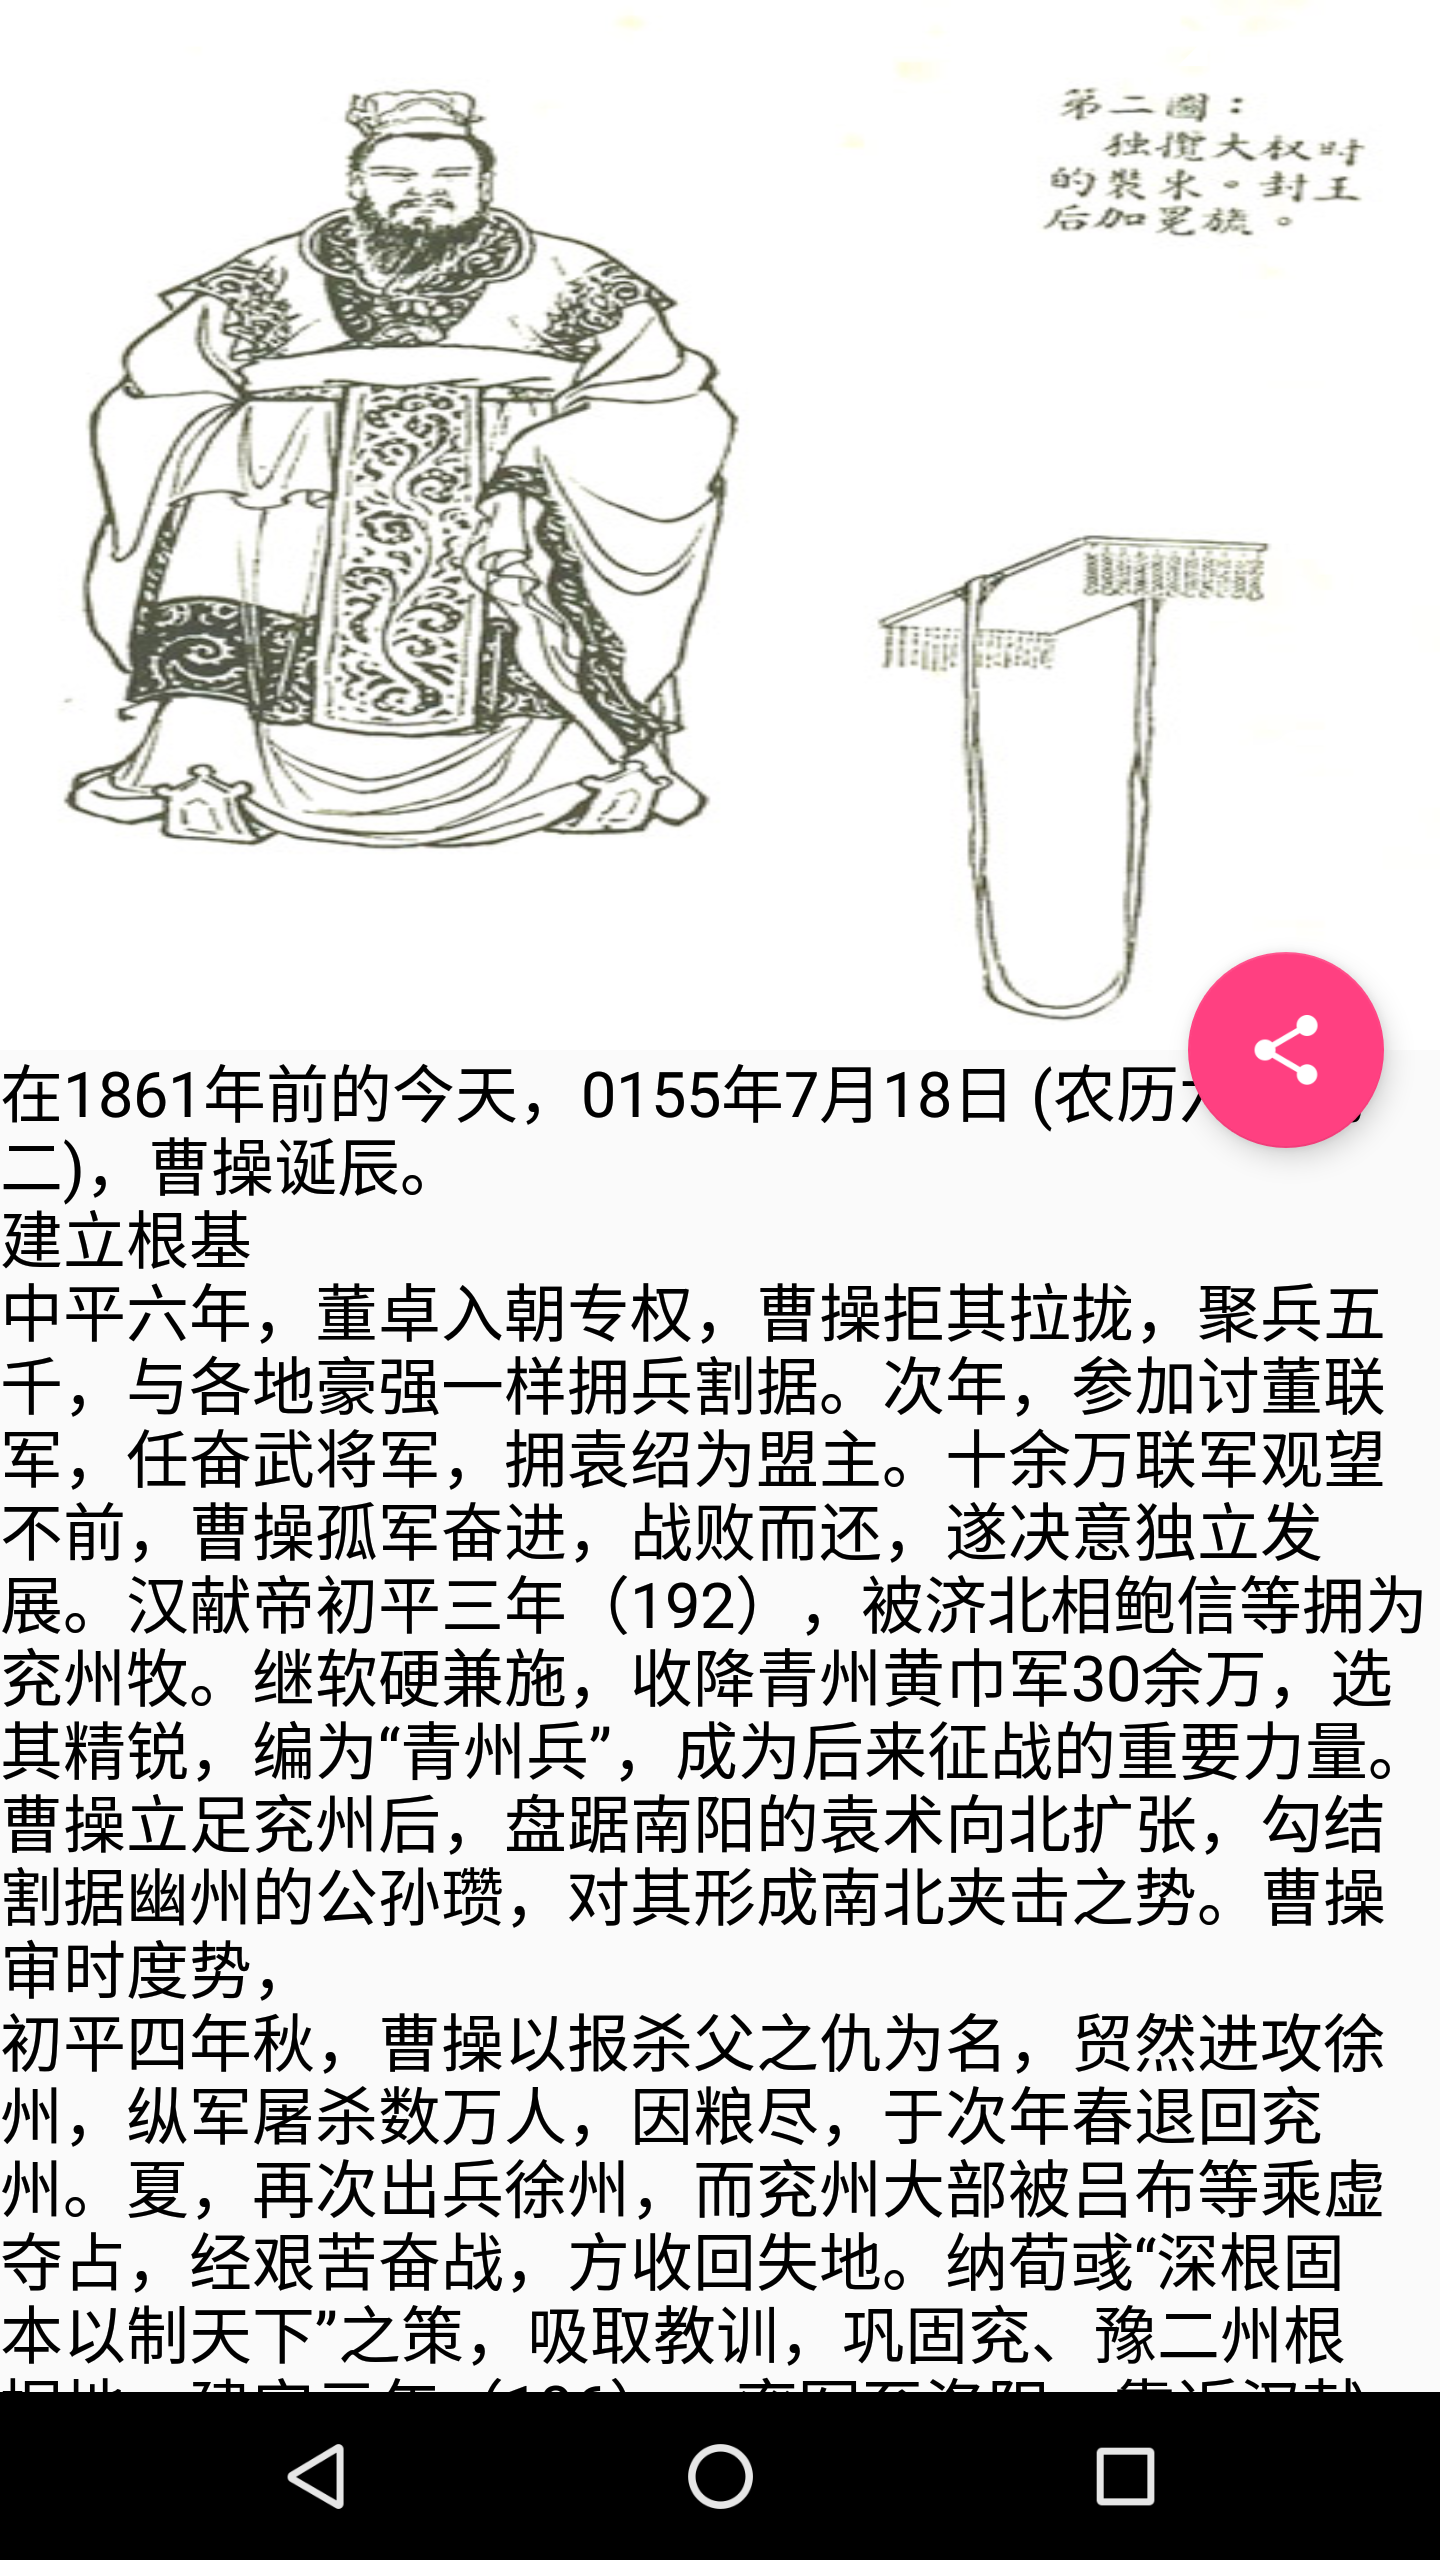 第二圖：
独攬大权时
的裝束。封王
后加冕旒。
在1861年前的今天，0155年7月18日 (农历
二)，曹操诞辰。
建立根基
中平六年，董卓入朝专权，曹操拒其拉拢，聚兵五
千，与各地豪强一样拥兵割据。次年，参加讨董联
军，任奋武将军，拥袁绍为盟主。十余万联军观望
不前，曹操孤军奋进，战败而还，遂决意独立发
展。汉献帝初平三年（192），被济北相鲍信等拥为
兖州牧。继软硬兼施，收降青州黄巾军30余万，选
其精锐，编为“青州兵”，成为后来征战的重要力量。
曹操立足兖州后，盘踞南阳的袁术向北扩张，勾结
割据幽州的公孙瓒，对其形成南北夹击之势。曹操
审时度势，
初平四年秋，曹操以报杀父之仇为名，贸然进攻徐
州，纵军屠杀数万人，因粮尽，于次年春退回兖
州。夏，再次出兵徐州，而兖州大部被吕布等乘虚
夺占，经艰苦奋战，方收回失地。纳荀彧“深根固
本以制天下”之策，吸取教训，巩固兖、豫二州根